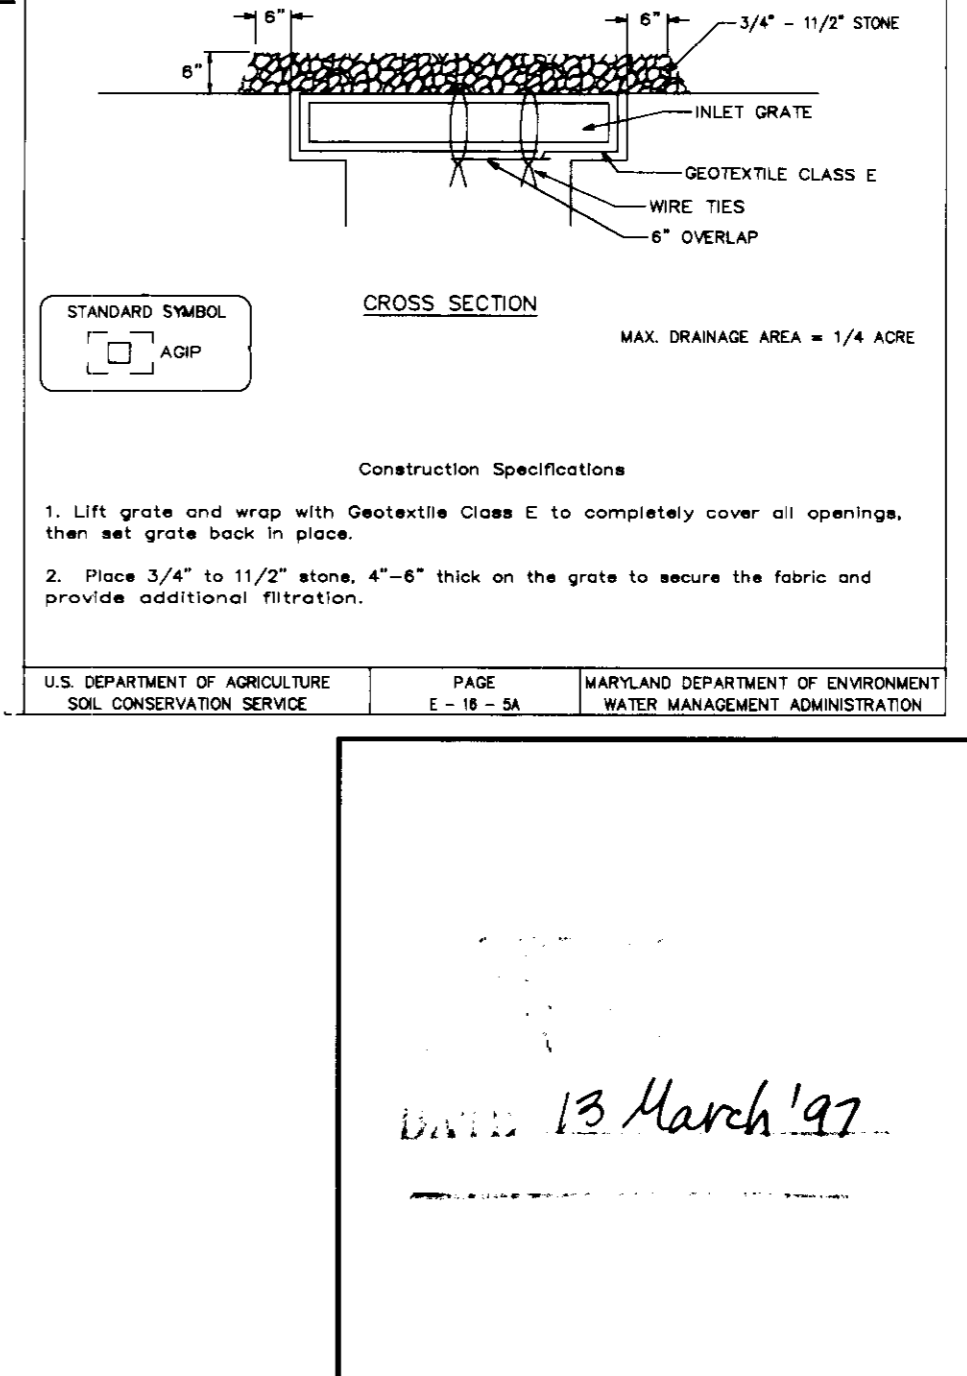 6" 6" 3/4" - 11/2" STONE
6"
INLET GRATE
GEOTEXTILE CLASS E
WIRE TIES
6" OVERLAP
CROSS SECTION
STANDARD SYMBOL
AGIP
MAX. DRAINAGE AREA = 1/4 ACRE
Construction Specifications
1. Lift grate and wrap with Geotextile Class E to completely cover all openings,
then set grate back in place.
2. Place 3/4" to 11/2" stone, 4"-6" thick on the grate to secure the fabric and
provide additional filtration.
U.S. DEPARTMENT OF AGRICULTURE
SOIL CONSERVATION SERVICE
PAGE
E - 16 - 5A
MARYLAND DEPARTMENT OF ENVIRONMENT
WATER MANAGEMENT ADMINISTRATION
DATE 13 March '97